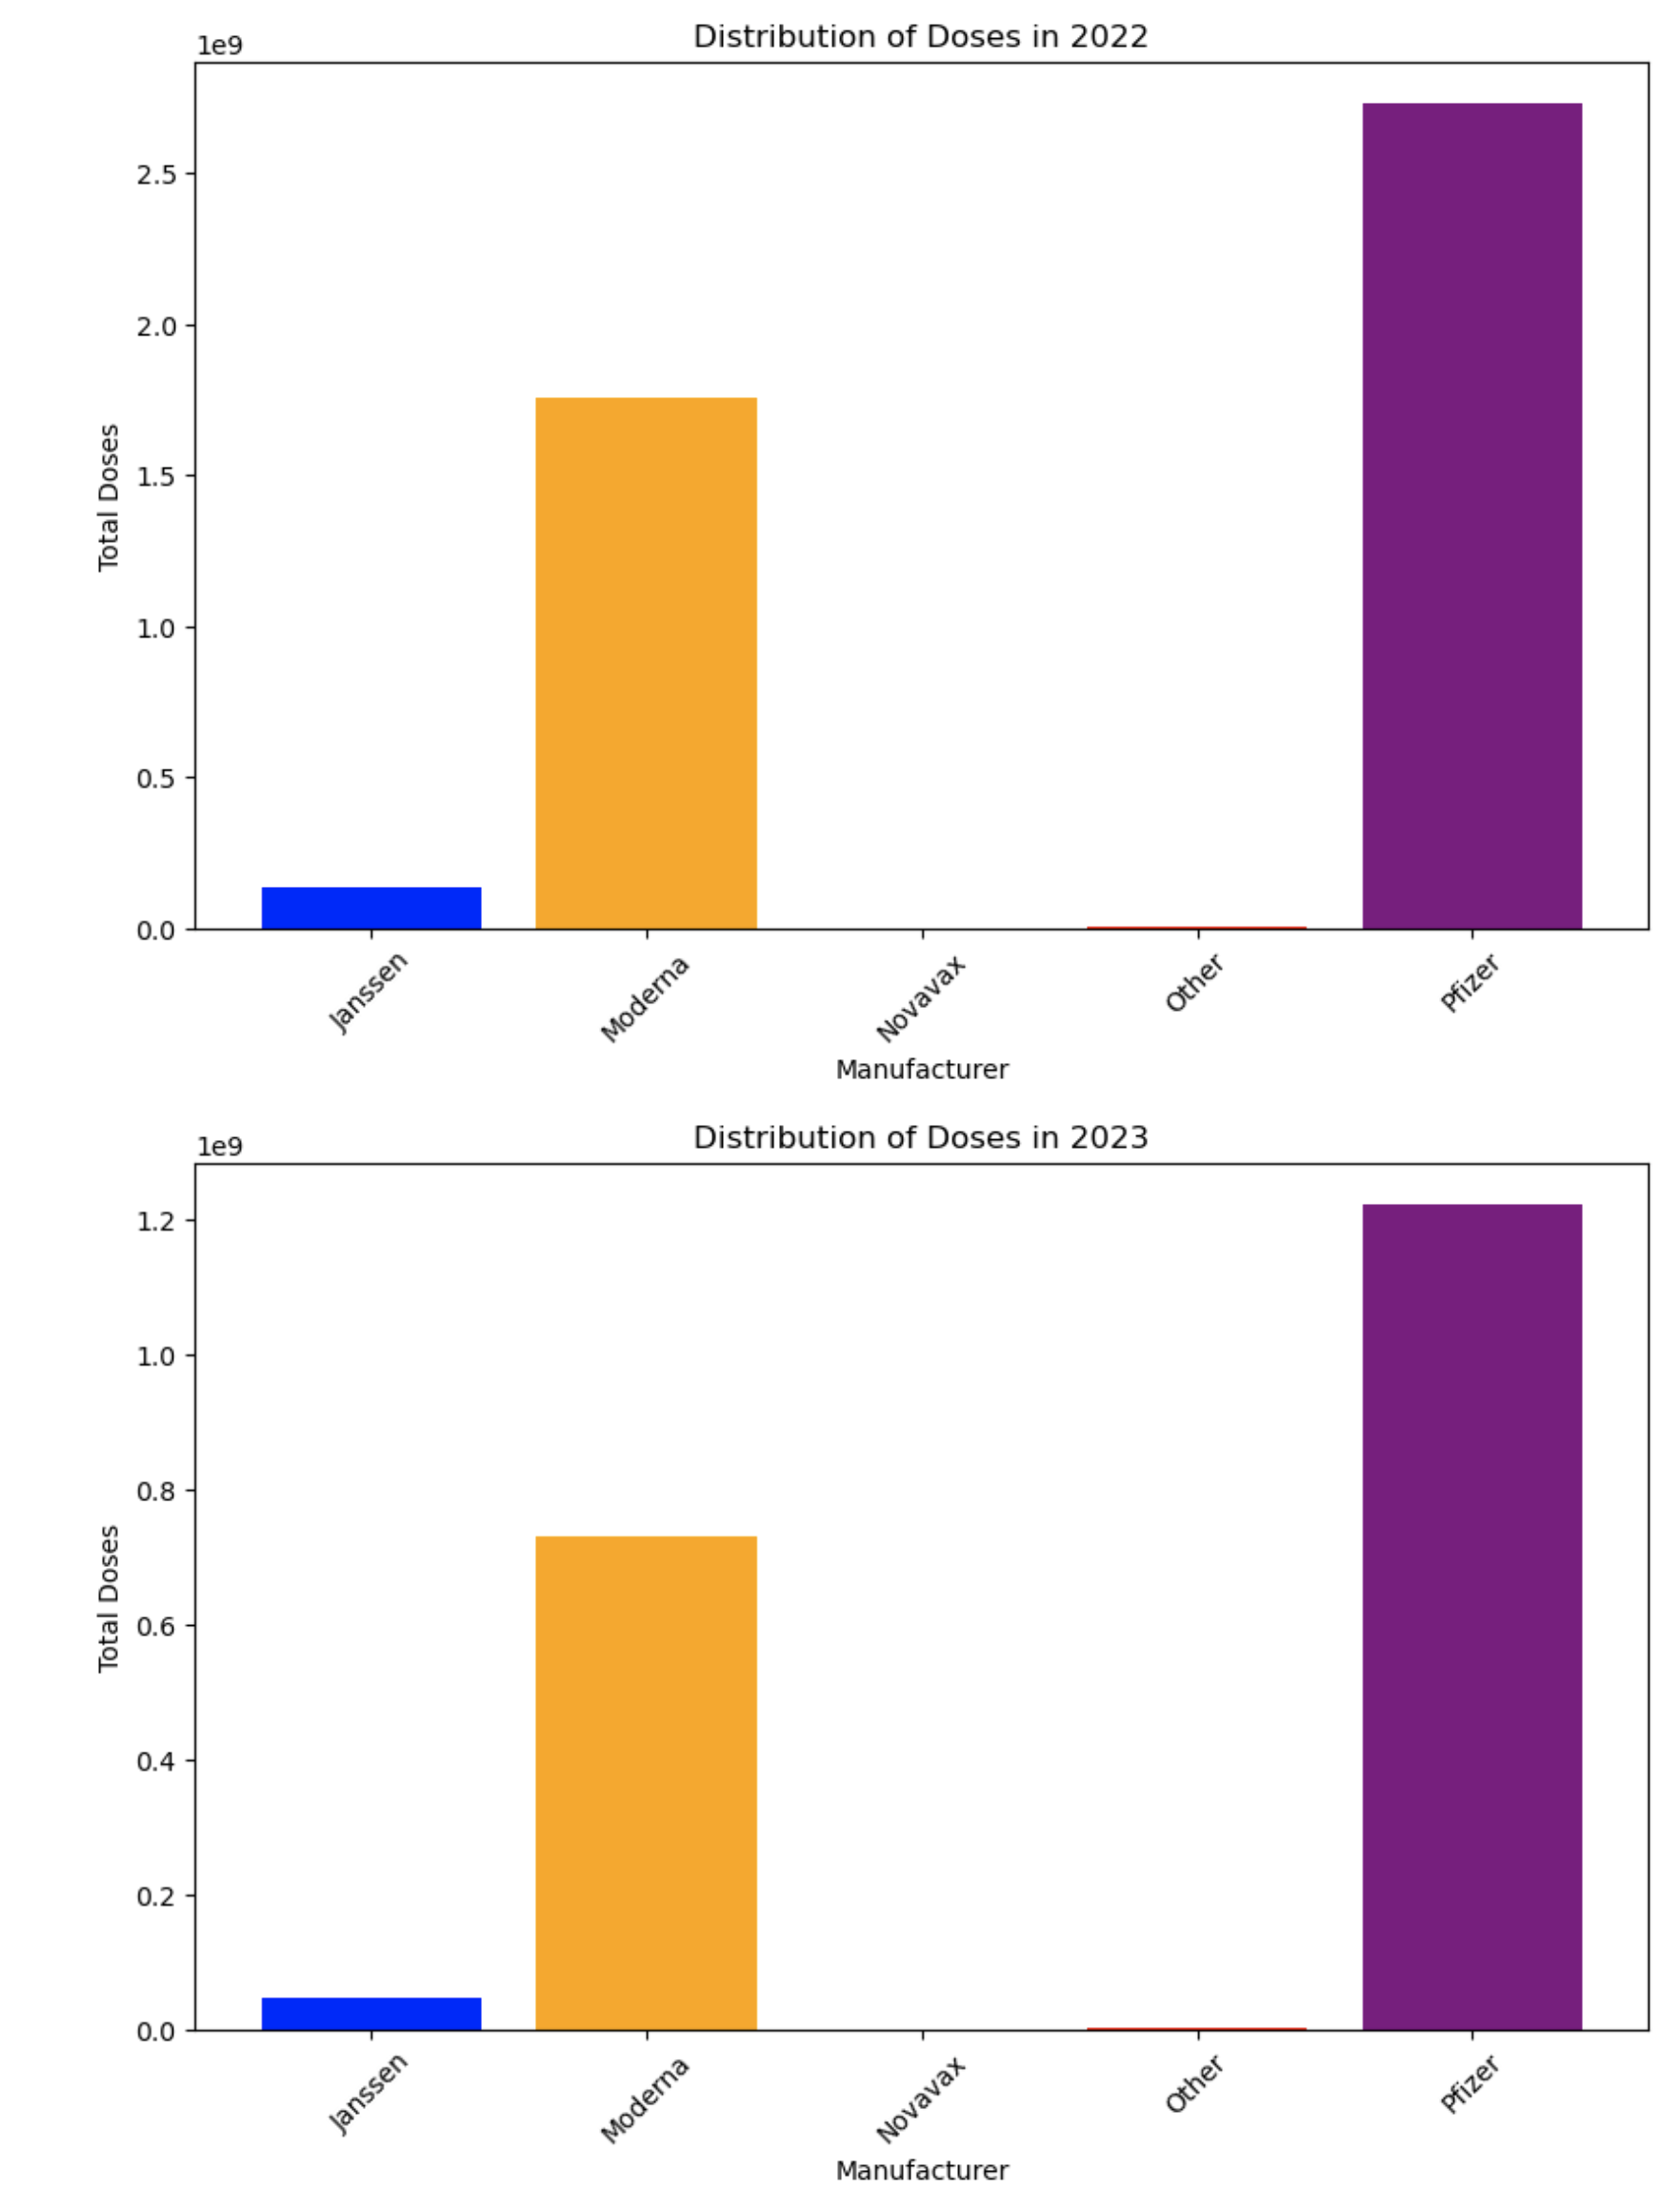 Distribution of Doses in 2022
1e9
2.5
2.0
1.5
1.0
0.5
0.0
Total Doses
Janssen
Moderna
Novavax
Other
Pfizer
Manufacturer
Distribution of Doses in 2023
1e9
1.2
1.0
0.8
0.6
0.4
0.2
0.0
Total Doses
Janssen
Moderna
Novavax
Other
Pfizer
Manufacturer